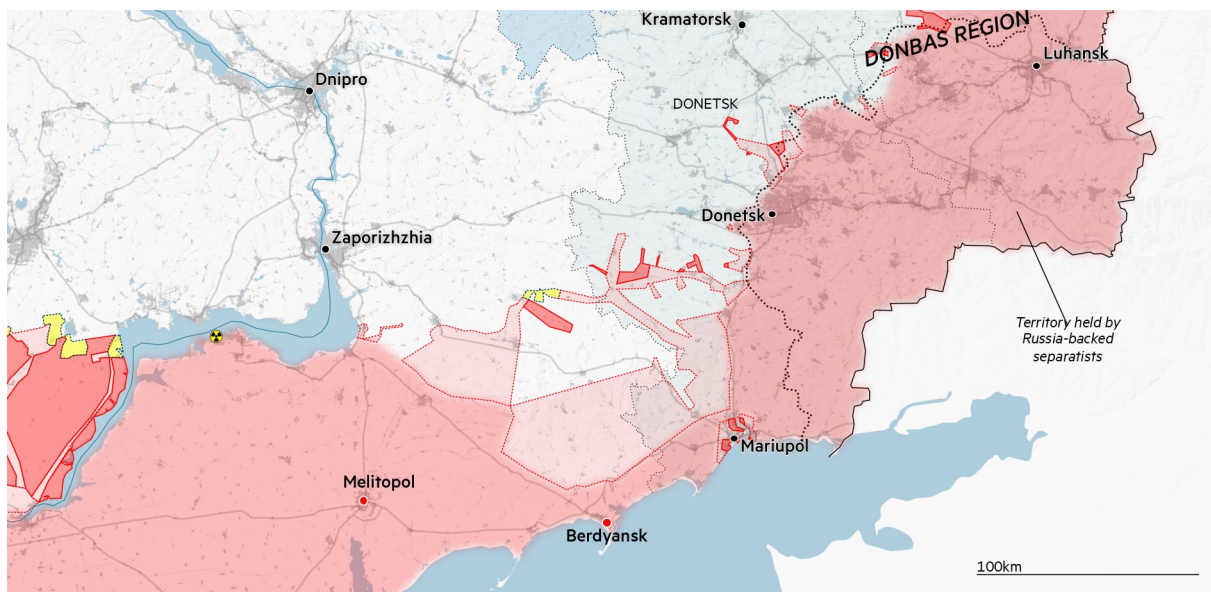 Kramatorsk
DONBAS REGION
Luhansk
Dnipro
DONETSK
Donetsk
Zaporizhzhia
Territory held by
Russia-backed
separatists
Mariupol
Melitopol
Berdyansk
100km